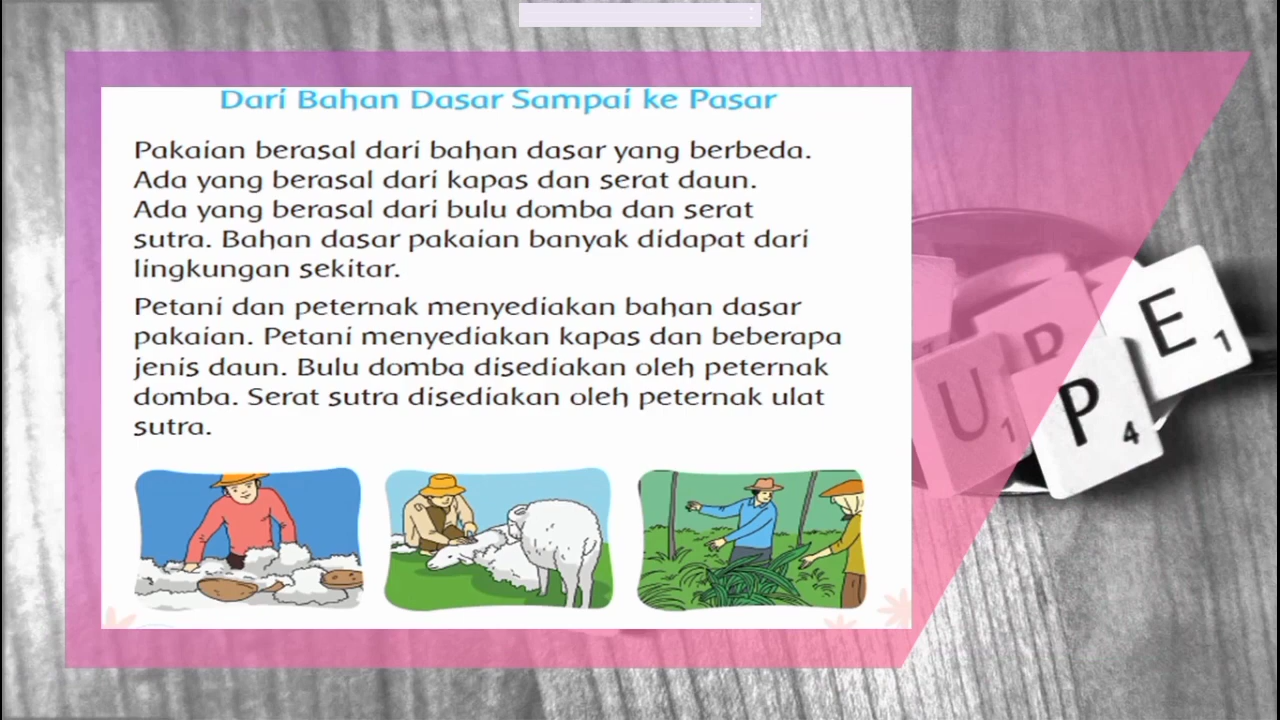 Dari Bahan Dasar Sampai ke Pasar
Pakaian berasal dari bahan dasar yang berbeda.
Ada yang berasal dari kapas dan serat daun.
Ada yang berasal dari bulu domba dan serat
sutra. Bahan dasar pakaian banyak didapat dari
lingkungan sekitar.
Petani dan peternak menyediakan bahan dasar
pakaian. Petani menyediakan kapas dan beberapa
jenis daun. Bulu domba disediakan oleh peternak
domba. Serat sutra disediakan oleh peternak ulat
sutra.
E1
R
U1
P4